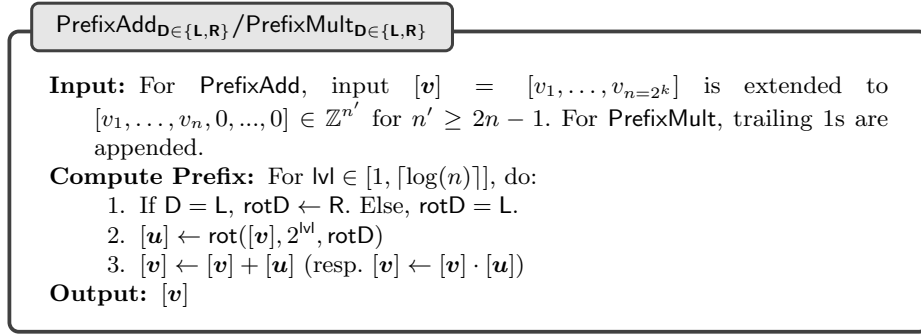 PrefixAdd_{D∈{L,R}}/PrefixMult_{D∈{L,R}}
Input: For PrefixAdd, input [v] = [v_1, . . . , v_{n=2^k}] is extended to
[v_1, . . . , v_n, 0, ..., 0] ∈ ℤ^{n'} for n' ≥ 2n − 1. For PrefixMult, trailing 1s are
appended.
Compute Prefix: For lvl ∈ [1, ⌈log(n)⌉], do:
1. If D = L, rotD ← R. Else, rotD = L.
2. [u] ← rot([v], 2^{lvl}, rotD)
3. [v] ← [v] + [u] (resp. [v] ← [v] · [u])
Output: [v]